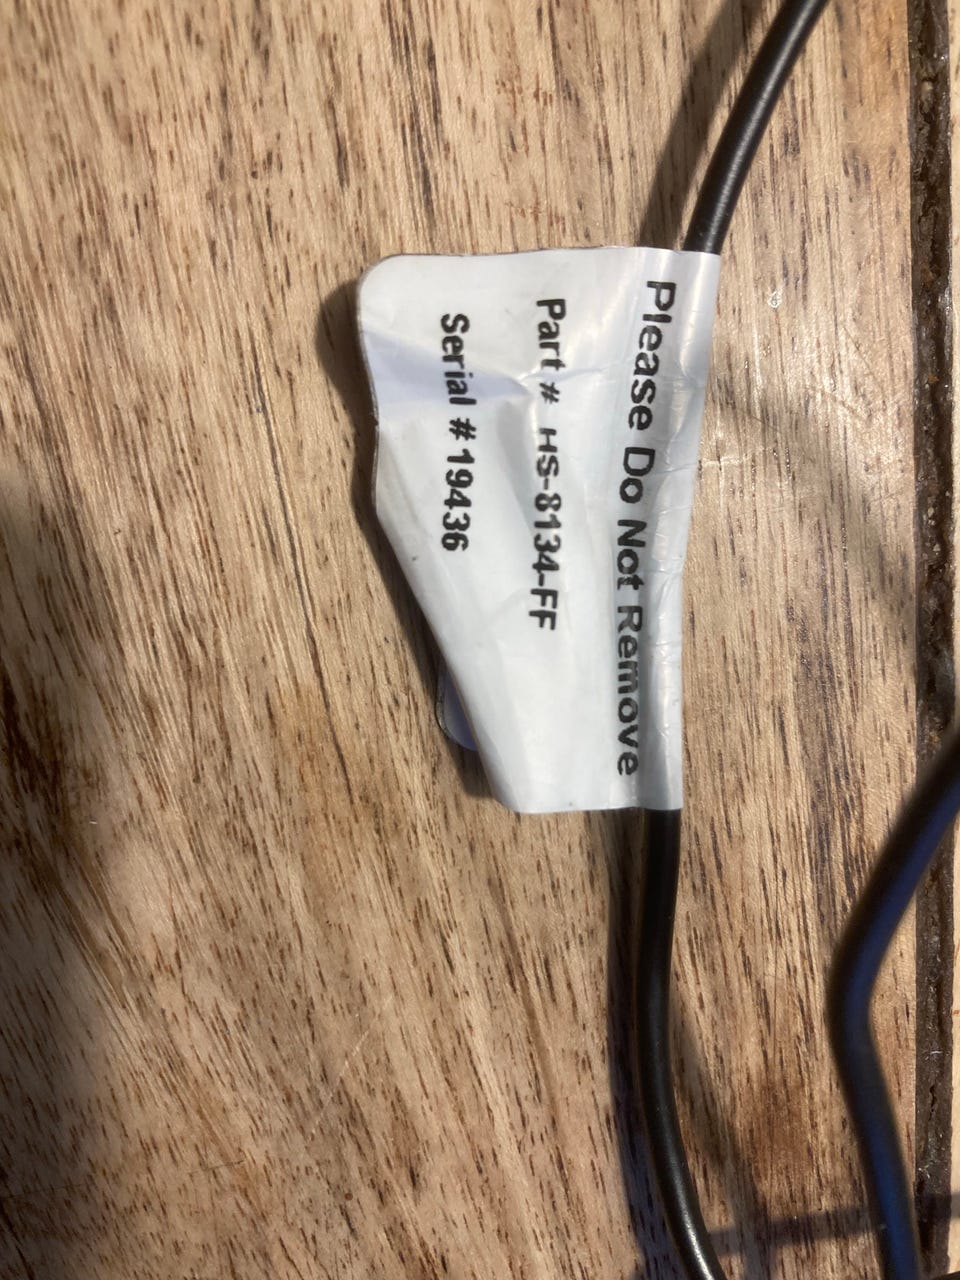 Please Do Not Remove
Part # HS-8134-FF
Serial # 19436